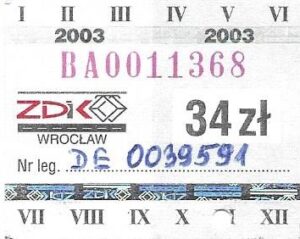 I II III IV V VI
2003 2003
BA0011368
ZDiK
34 zł
WROCŁAW
Nr leg. DE 0039591
VII VIII IX X XII